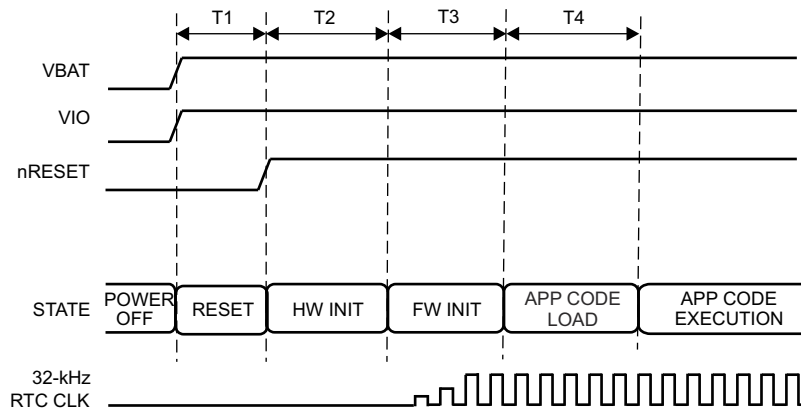 T1 T2 T3 T4
VBAT
VIO
nRESET
STATE
POWER
OFF
RESET
HW INIT
FW INIT
APP CODE
LOAD
APP CODE
EXECUTION
32-kHz
RTC CLK